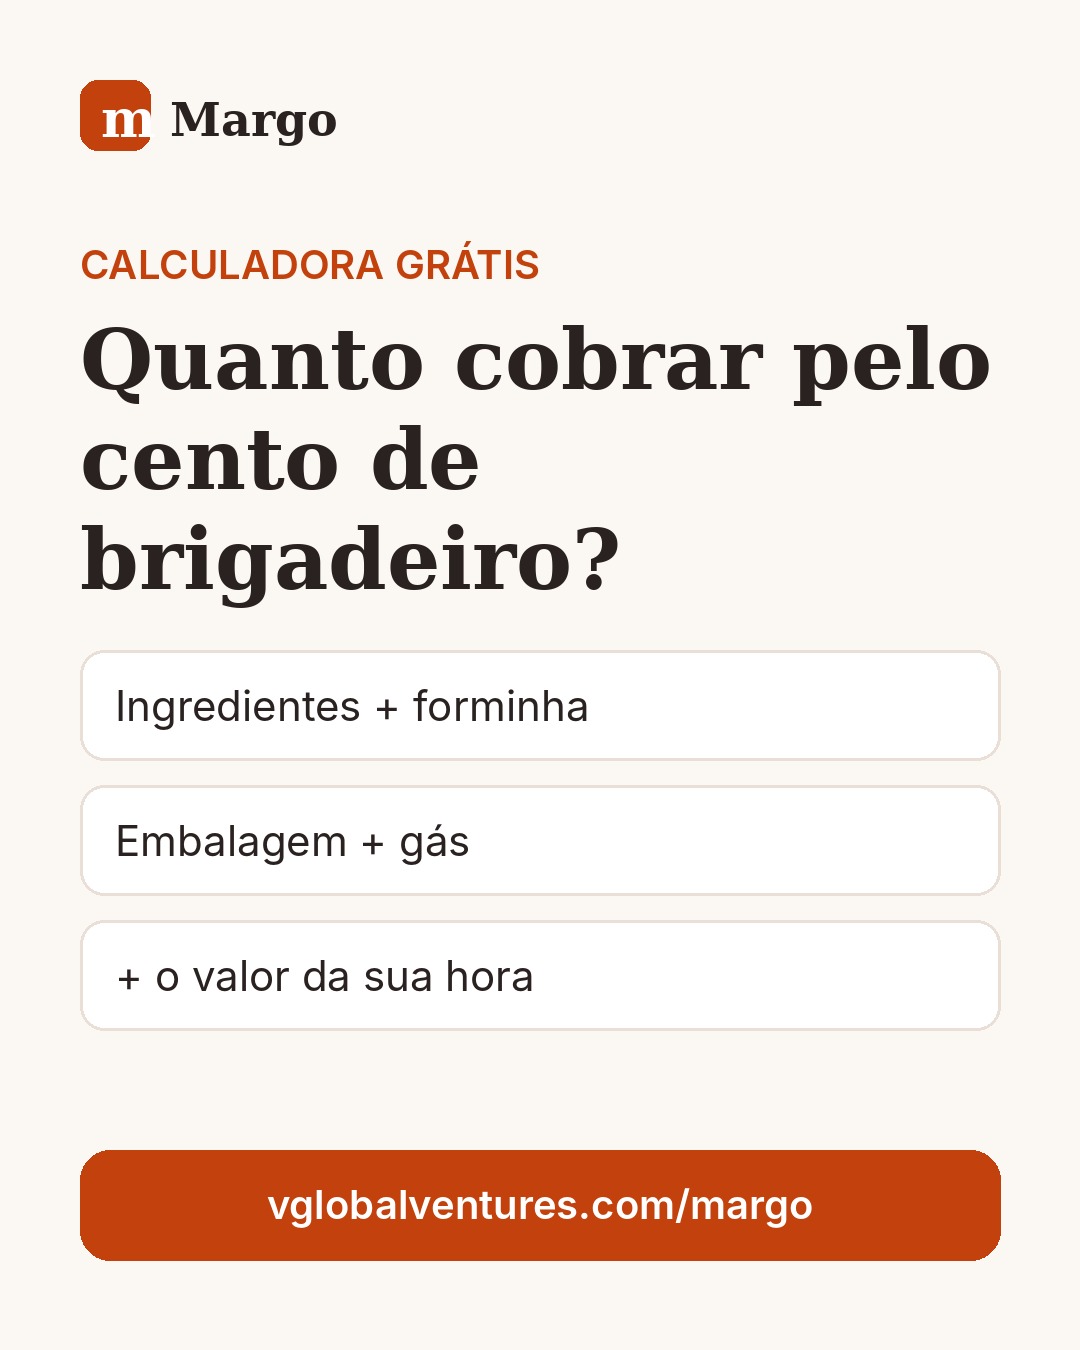 m Margo
CALCULADORA GRÁTIS
Quanto cobrar pelo
cento de
brigadeiro?
Ingredientes + forminha
Embalagem + gás
+ o valor da sua hora
vglobalventures.com/margo